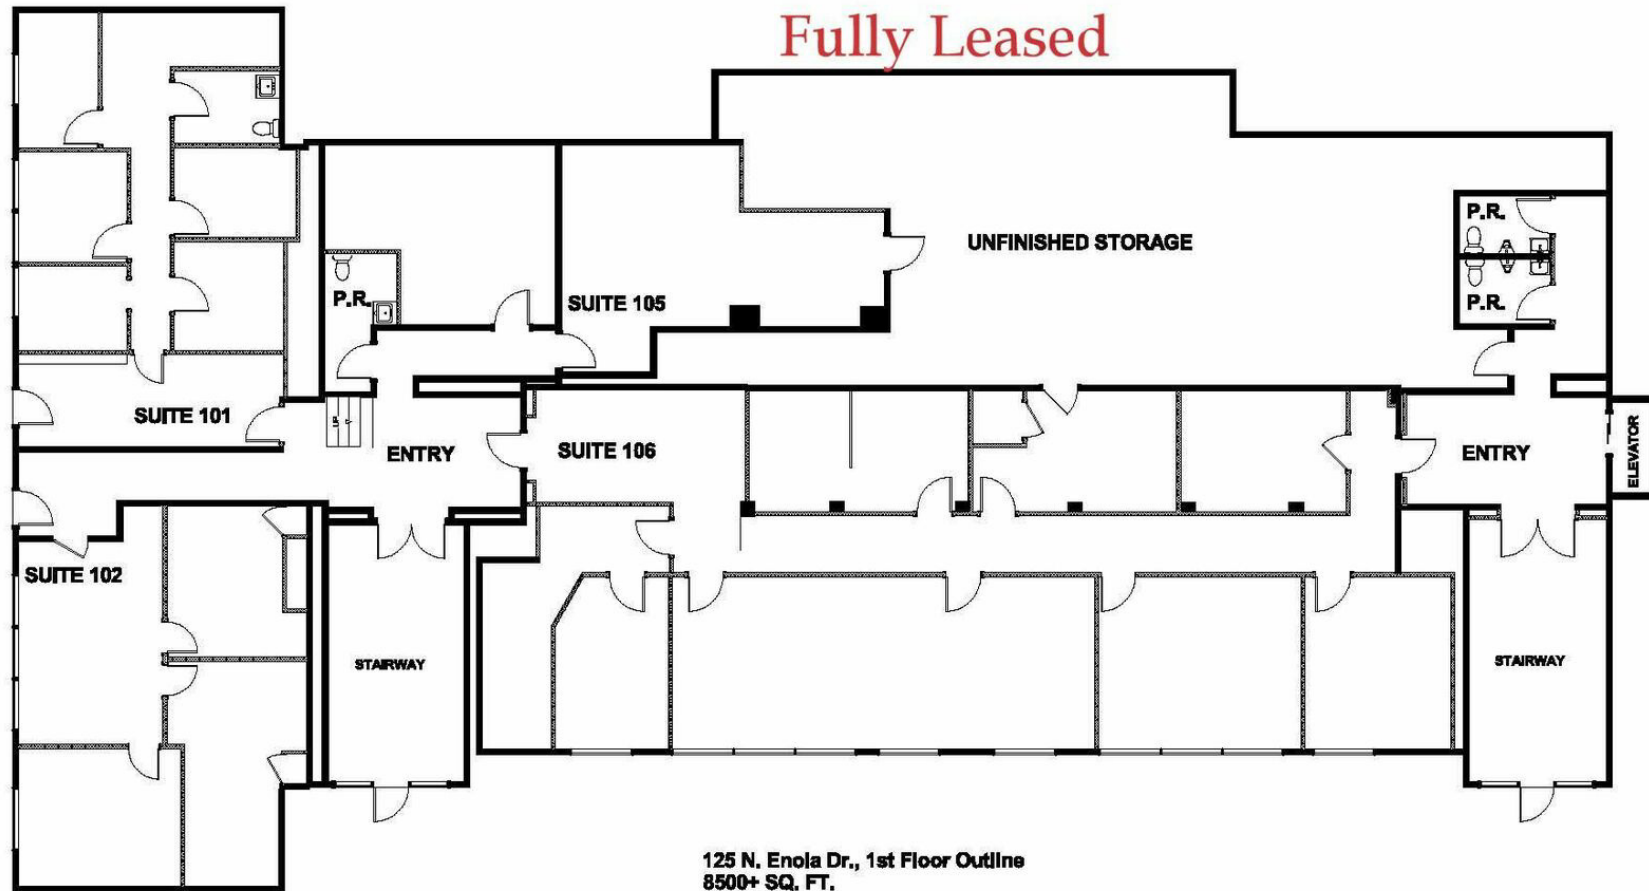 Fully Leased
UNFINISHED STORAGE
P.R.
P.R.
P.R.
SUITE 105
SUITE 101
UP
ENTRY
SUITE 106
ENTRY
ELEVATOR
SUITE 102
STAIRWAY
STAIRWAY
125 N. Enola Dr., 1st Floor Outline
8500+ SQ. FT.